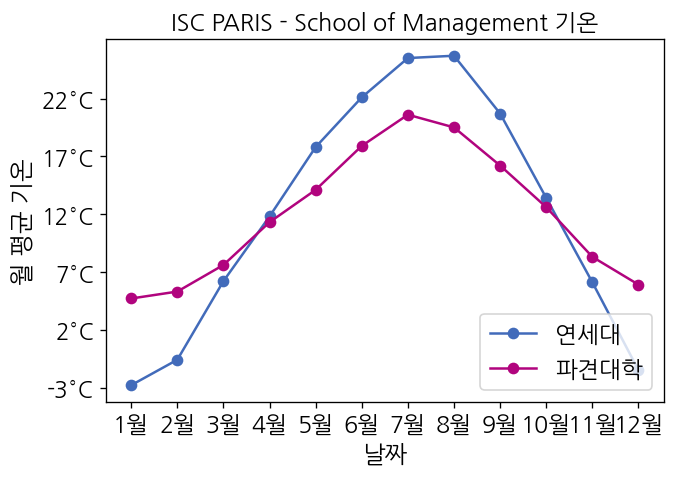 ISC PARIS - School of Management 기온
월 평균 기온
22°C
17°C
12°C
7°C
2°C
-3°C
연세대
파견대학
1월 2월 3월 4월 5월 6월 7월 8월 9월 10월 11월 12월
날짜